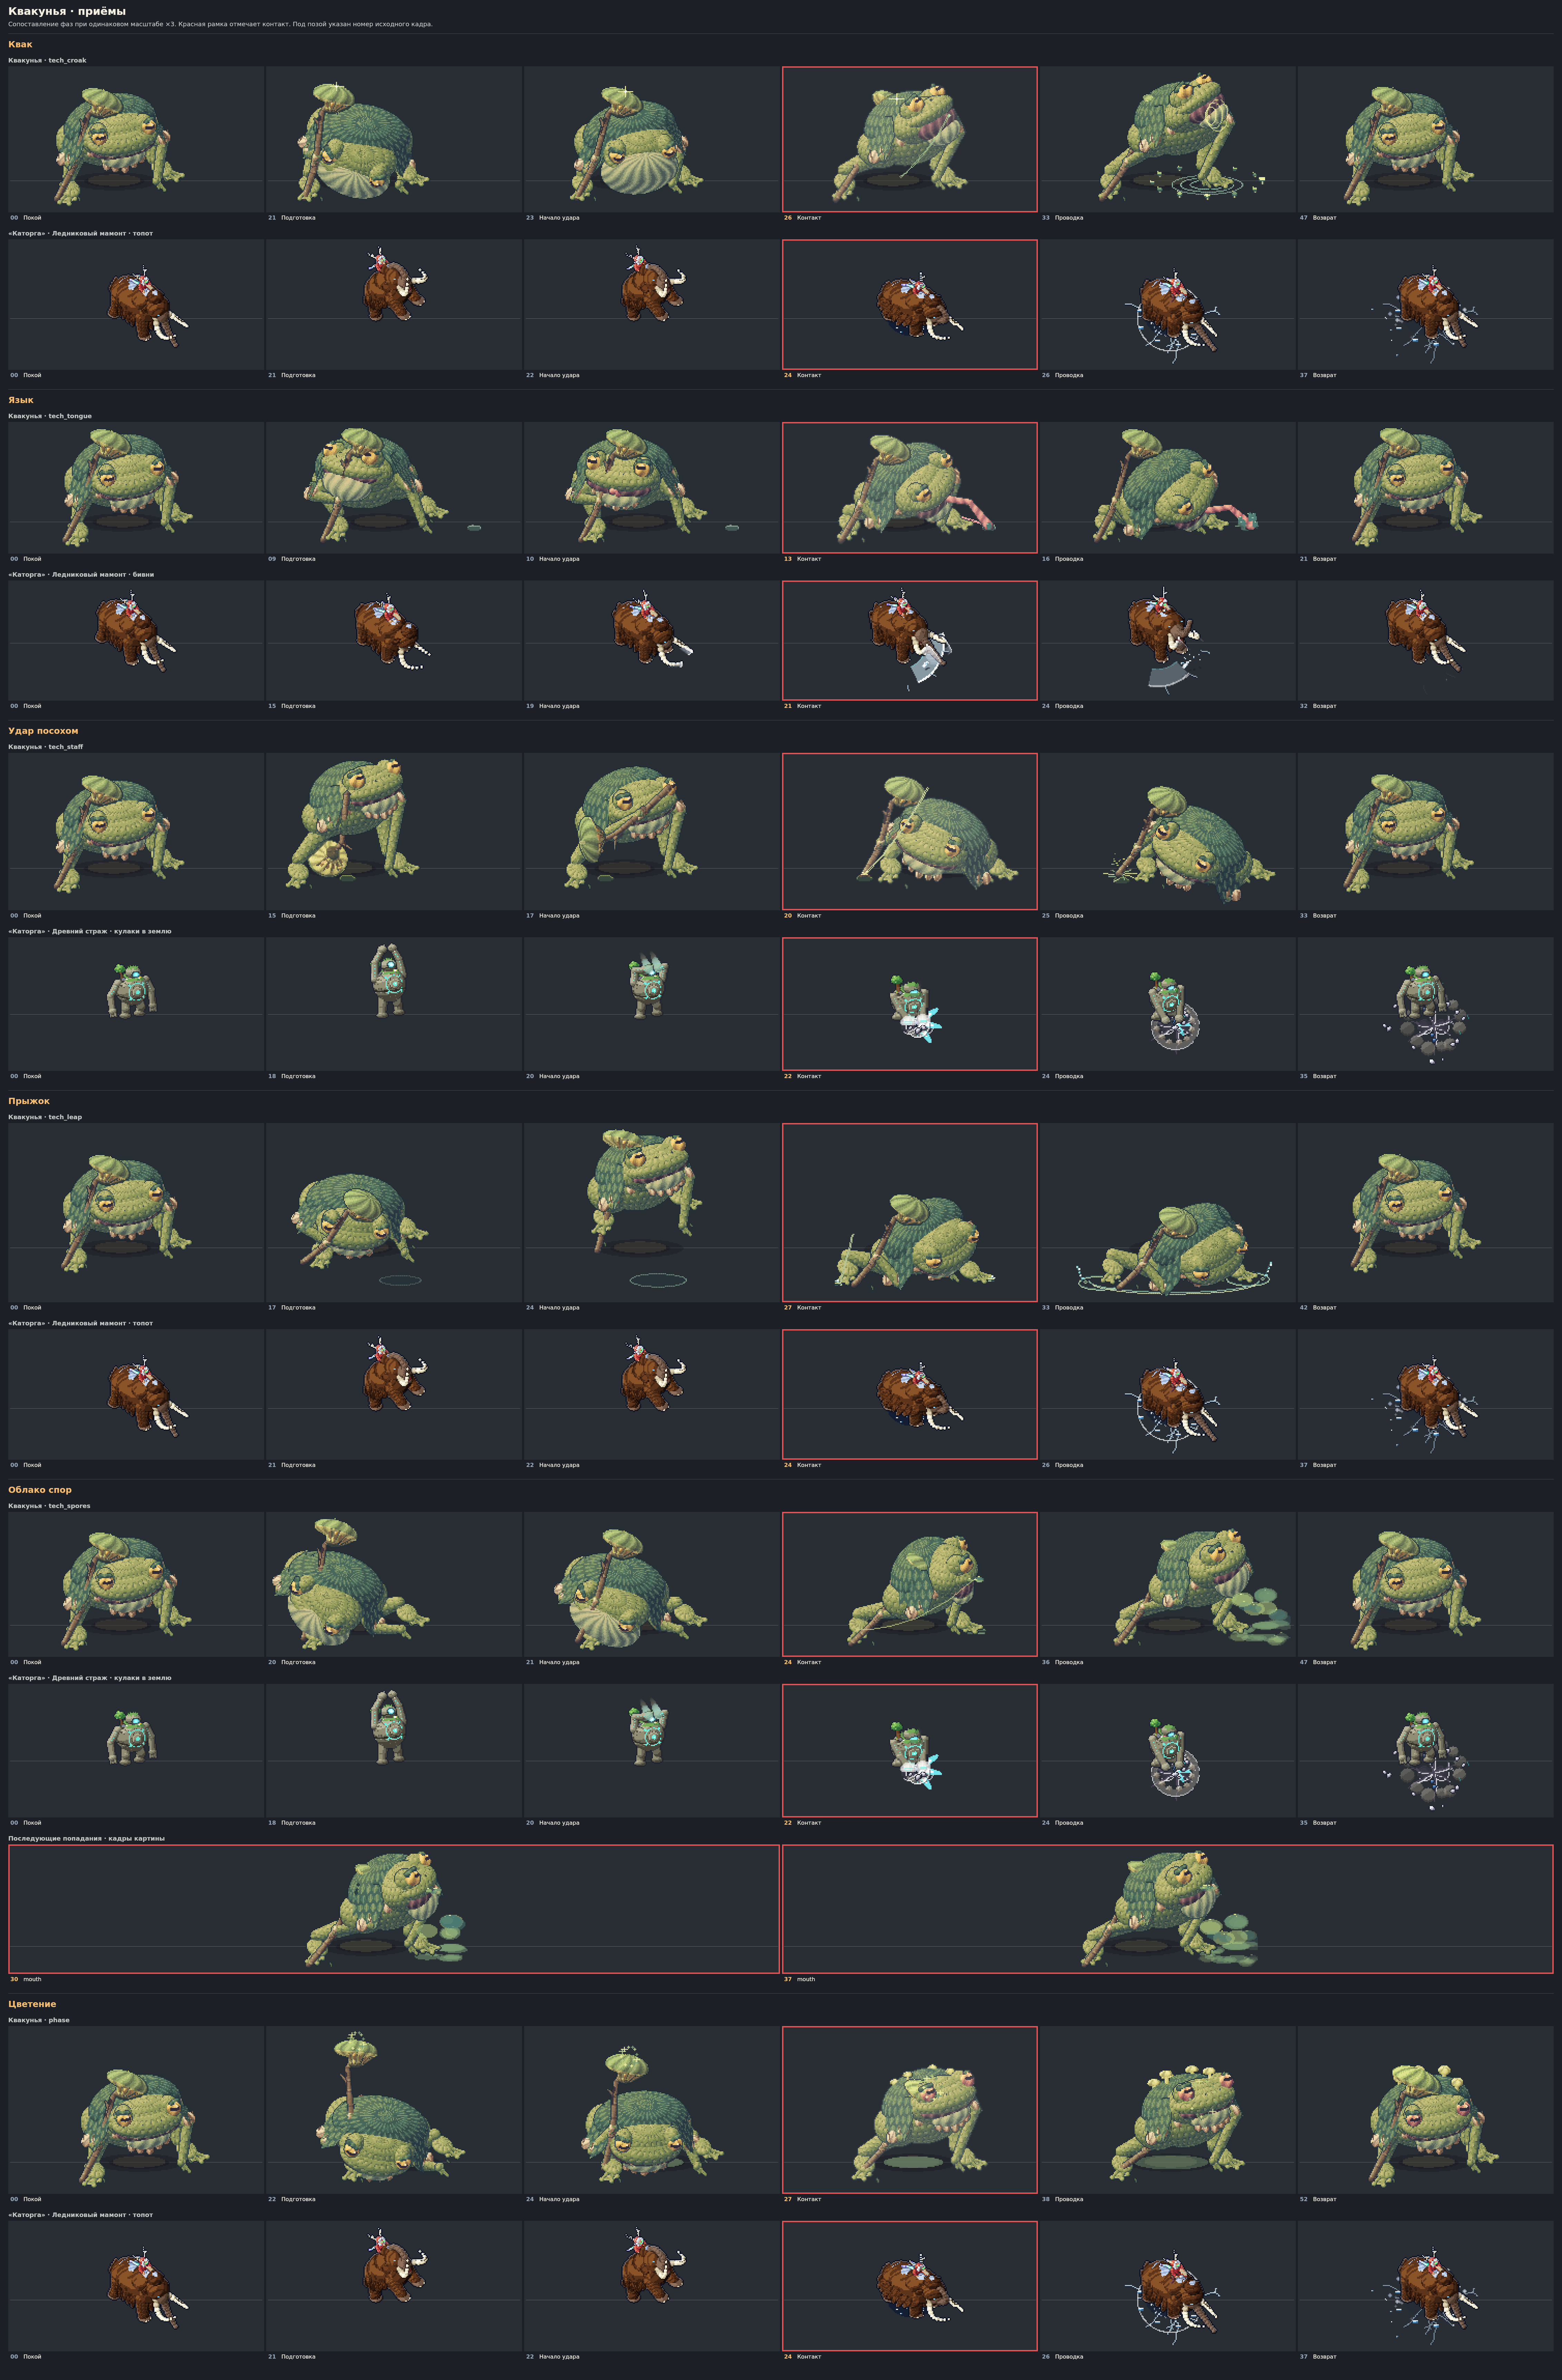 Квакунья · приёмы
Сопоставление фаз при одинаковом масштабе ×3. Красная рамка отмечает контакт. Под позой указан номер исходного кадра.
Квак
Квакунья · tech_croak
00 Покой 21 Подготовка 23 Начало удара 26 Контакт 33 Проводка 47 Возврат
«Каторга» · Ледниковый мамонт · топот
00 Покой 21 Подготовка 22 Начало удара 24 Контакт 26 Проводка 37 Возврат
Язык
Квакунья · tech_tongue
00 Покой 09 Подготовка 10 Начало удара 13 Контакт 16 Проводка 21 Возврат
«Каторга» · Ледниковый мамонт · бивни
00 Покой 15 Подготовка 19 Начало удара 21 Контакт 24 Проводка 32 Возврат
Удар посохом
Квакунья · tech_staff
00 Покой 15 Подготовка 17 Начало удара 20 Контакт 25 Проводка 33 Возврат
«Каторга» · Древний страж · кулаки в землю
00 Покой 18 Подготовка 20 Начало удара 22 Контакт 24 Проводка 35 Возврат
Прыжок
Квакунья · tech_leap
00 Покой 17 Подготовка 24 Начало удара 27 Контакт 33 Проводка 42 Возврат
«Каторга» · Ледниковый мамонт · топот
00 Покой 21 Подготовка 22 Начало удара 24 Контакт 26 Проводка 37 Возврат
Облако спор
Квакунья · tech_spores
00 Покой 20 Подготовка 21 Начало удара 24 Контакт 36 Проводка 47 Возврат
«Каторга» · Древний страж · кулаки в землю
00 Покой 18 Подготовка 20 Начало удара 22 Контакт 24 Проводка 35 Возврат
Последующие попадания · кадры картины
30 mouth 37 mouth
Цветение
Квакунья · phase
00 Покой 22 Подготовка 24 Начало удара 27 Контакт 38 Проводка 52 Возврат
«Каторга» · Ледниковый мамонт · топот
00 Покой 21 Подготовка 22 Начало удара 24 Контакт 26 Проводка 37 Возврат